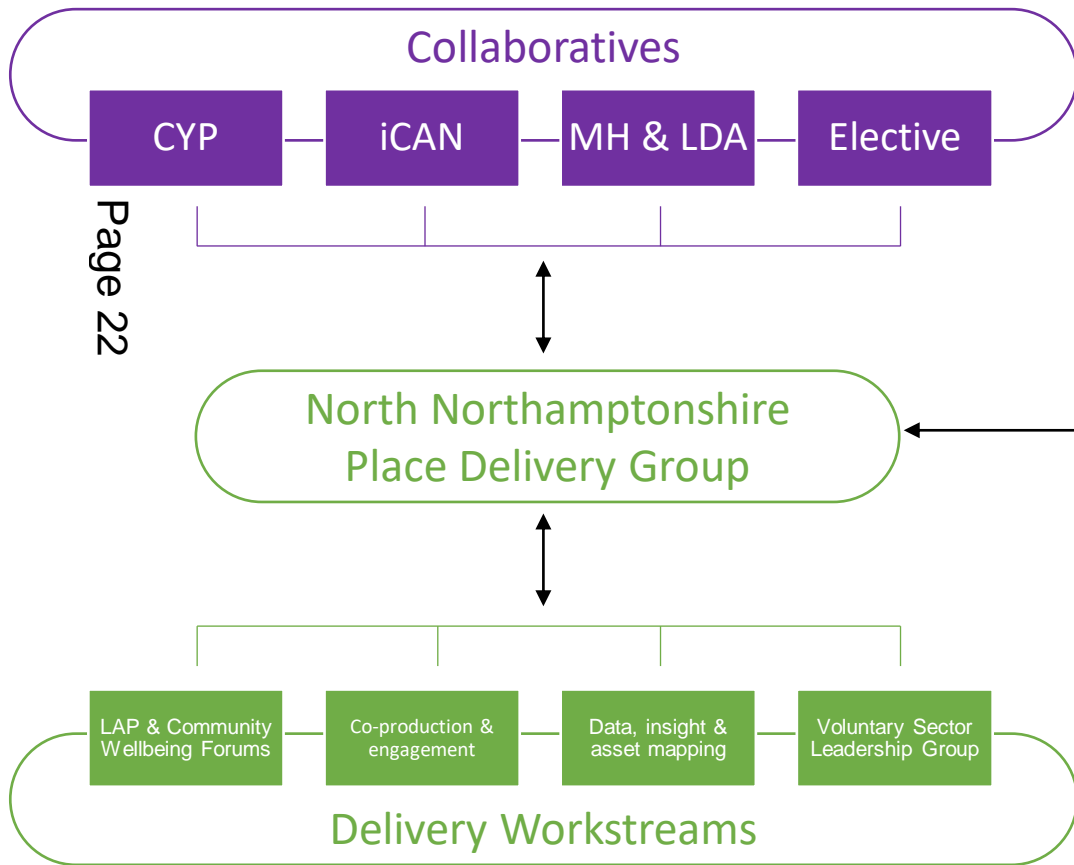 Collaboratives
CYP
iCAN
MH & LDA
Elective
Page 22
North Northamptonshire
Place Delivery Group
LAP & Community
Wellbeing Forums
Co-production &
engagement
Data, insight &
asset mapping
Voluntary Sector
Leadership Group
Delivery Workstreams